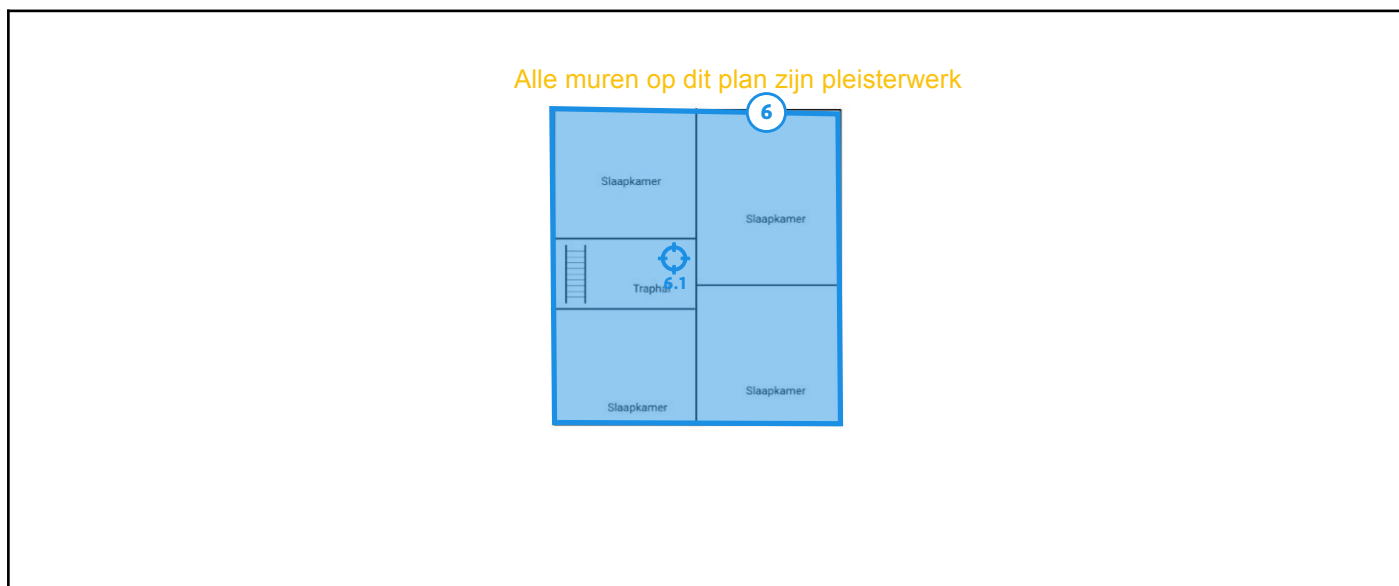 Alle muren op dit plan zijn pleisterwerk
6
Slaapkamer
Slaapkamer
6.1
Traphal
Slaapkamer
Slaapkamer